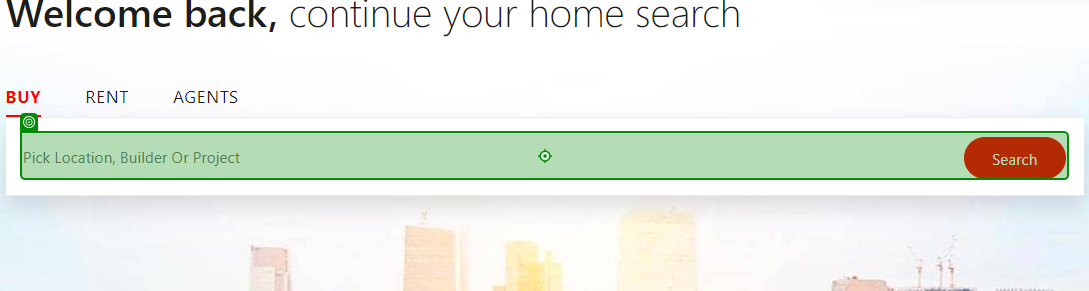 Welcome back, continue your home search
BUY RENT AGENTS
Pick Location, Builder Or Project Search